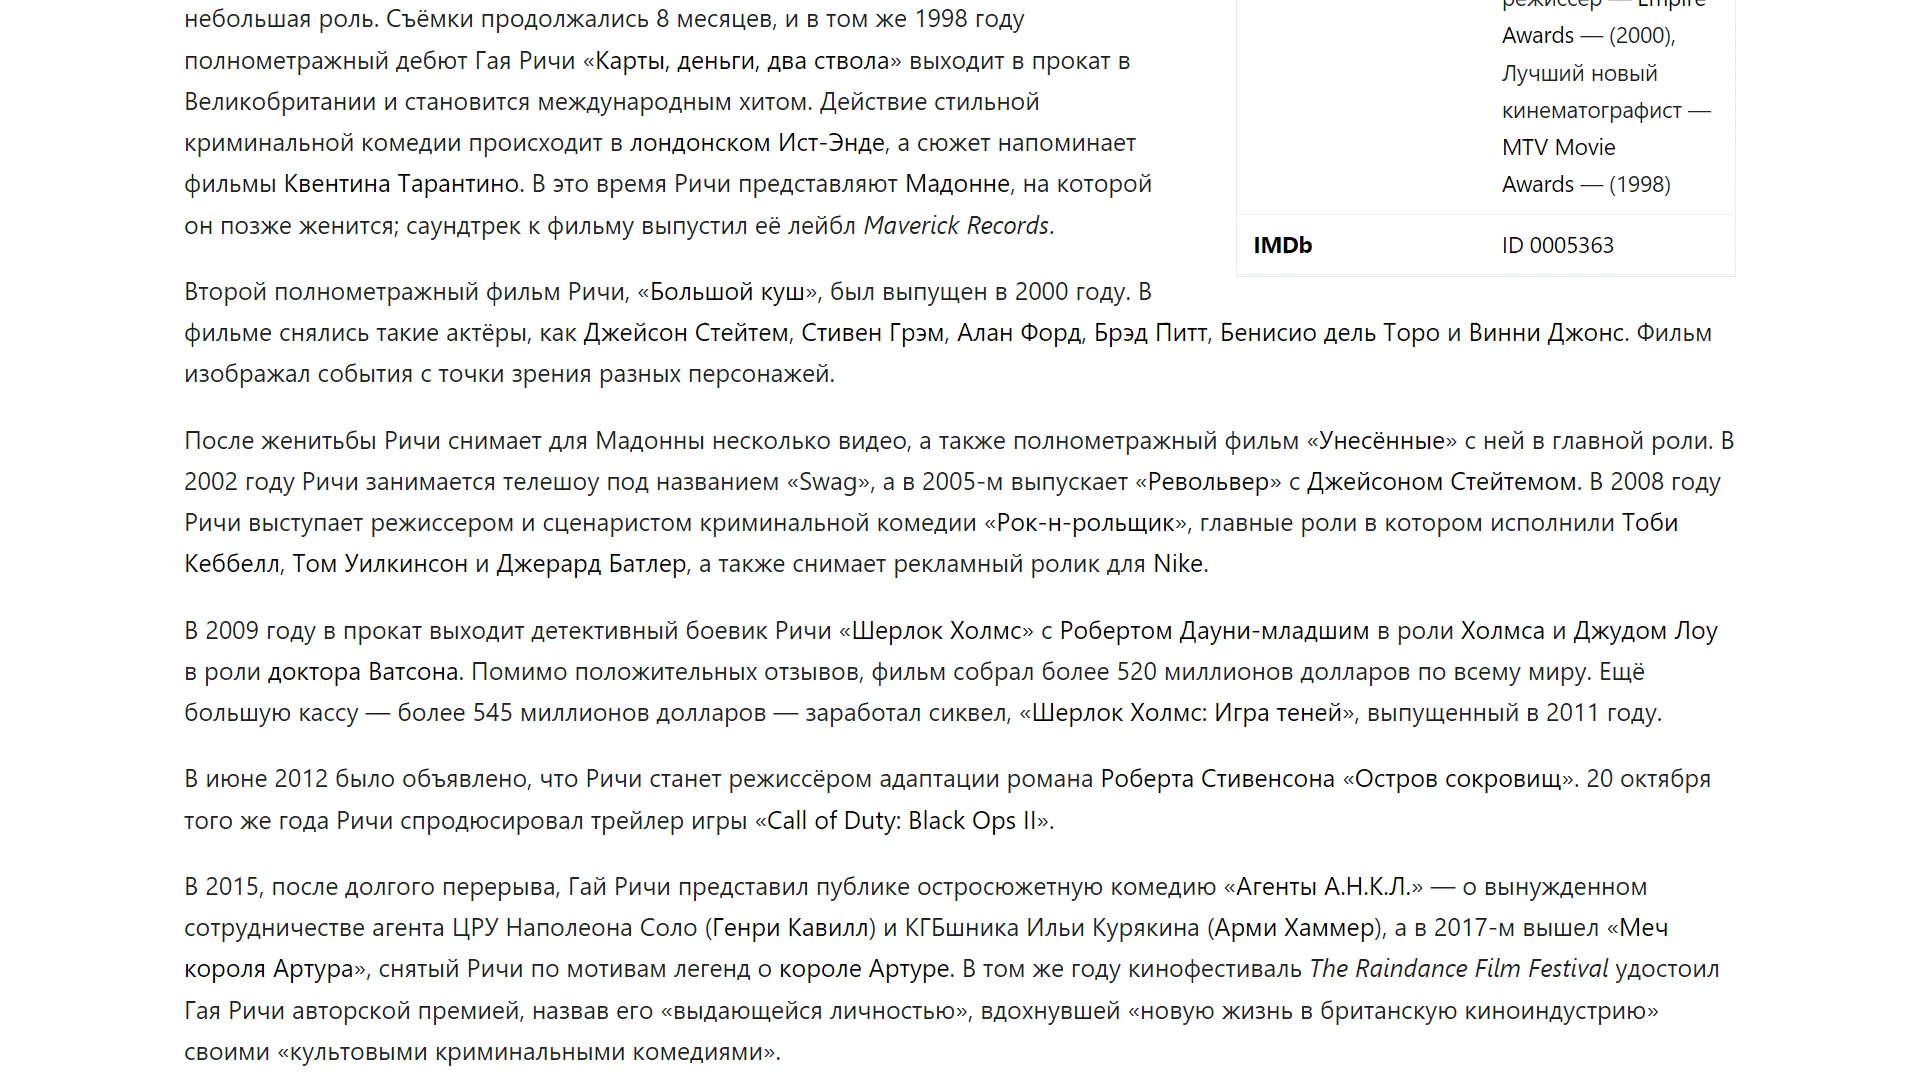 небольшая роль. Съёмки продолжались 8 месяцев, и в том же 1998 году
полнометражный дебют Гая Ричи «Карты, деньги, два ствола» выходит в прокат в
Великобритании и становится международным хитом. Действие стильной
криминальной комедии происходит в лондонском Ист-Энде, а сюжет напоминает
фильмы Квентина Тарантино. В это время Ричи представляют Мадонне, на которой
он позже женится; саундтрек к фильму выпустил её лейбл Maverick Records.
режиссёр — Empire
Awards — (2000),
Лучший новый
кинематографист —
MTV Movie
Awards — (1998)
IMDb
ID 0005363
Второй полнометражный фильм Ричи, «Большой куш», был выпущен в 2000 году. В
фильме снялись такие актёры, как Джейсон Стейтем, Стивен Грэм, Алан Форд, Брэд Питт, Бенисио дель Торо и Винни Джонс. Фильм
изображал события с точки зрения разных персонажей.
После женитьбы Ричи снимает для Мадонны несколько видео, а также полнометражный фильм «Унесённые» с ней в главной роли. В
2002 году Ричи занимается телешоу под названием «Swag», а в 2005-м выпускает «Револьвер» с Джейсоном Стейтемом. В 2008 году
Ричи выступает режиссером и сценаристом криминальной комедии «Рок-н-рольщик», главные роли в котором исполнили Тоби
Кеббелл, Том Уилкинсон и Джерард Батлер, а также снимает рекламный ролик для Nike.
В 2009 году в прокат выходит детективный боевик Ричи «Шерлок Холмс» с Робертом Дауни-младшим в роли Холмса и Джудом Лоу
в роли доктора Ватсона. Помимо положительных отзывов, фильм собрал более 520 миллионов долларов по всему миру. Ещё
большую кассу — более 545 миллионов долларов — заработал сиквел, «Шерлок Холмс: Игра теней», выпущенный в 2011 году.
В июне 2012 было объявлено, что Ричи станет режиссёром адаптации романа Роберта Стивенсона «Остров сокровищ». 20 октября
того же года Ричи спродюсировал трейлер игры «Call of Duty: Black Ops II».
В 2015, после долгого перерыва, Гай Ричи представил публике остросюжетную комедию «Агенты А.Н.К.Л.» — о вынужденном
сотрудничестве агента ЦРУ Наполеона Соло (Генри Кавилл) и КГБшника Ильи Курякина (Арми Хаммер), а в 2017-м вышел «Меч
короля Артура», снятый Ричи по мотивам легенд о короле Артуре. В том же году кинофестиваль The Raindance Film Festival удостоил
Гая Ричи авторской премией, назвав его «выдающейся личностью», вдохнувшей «новую жизнь в британскую киноиндустрию»
своими «культовыми криминальными комедиями».